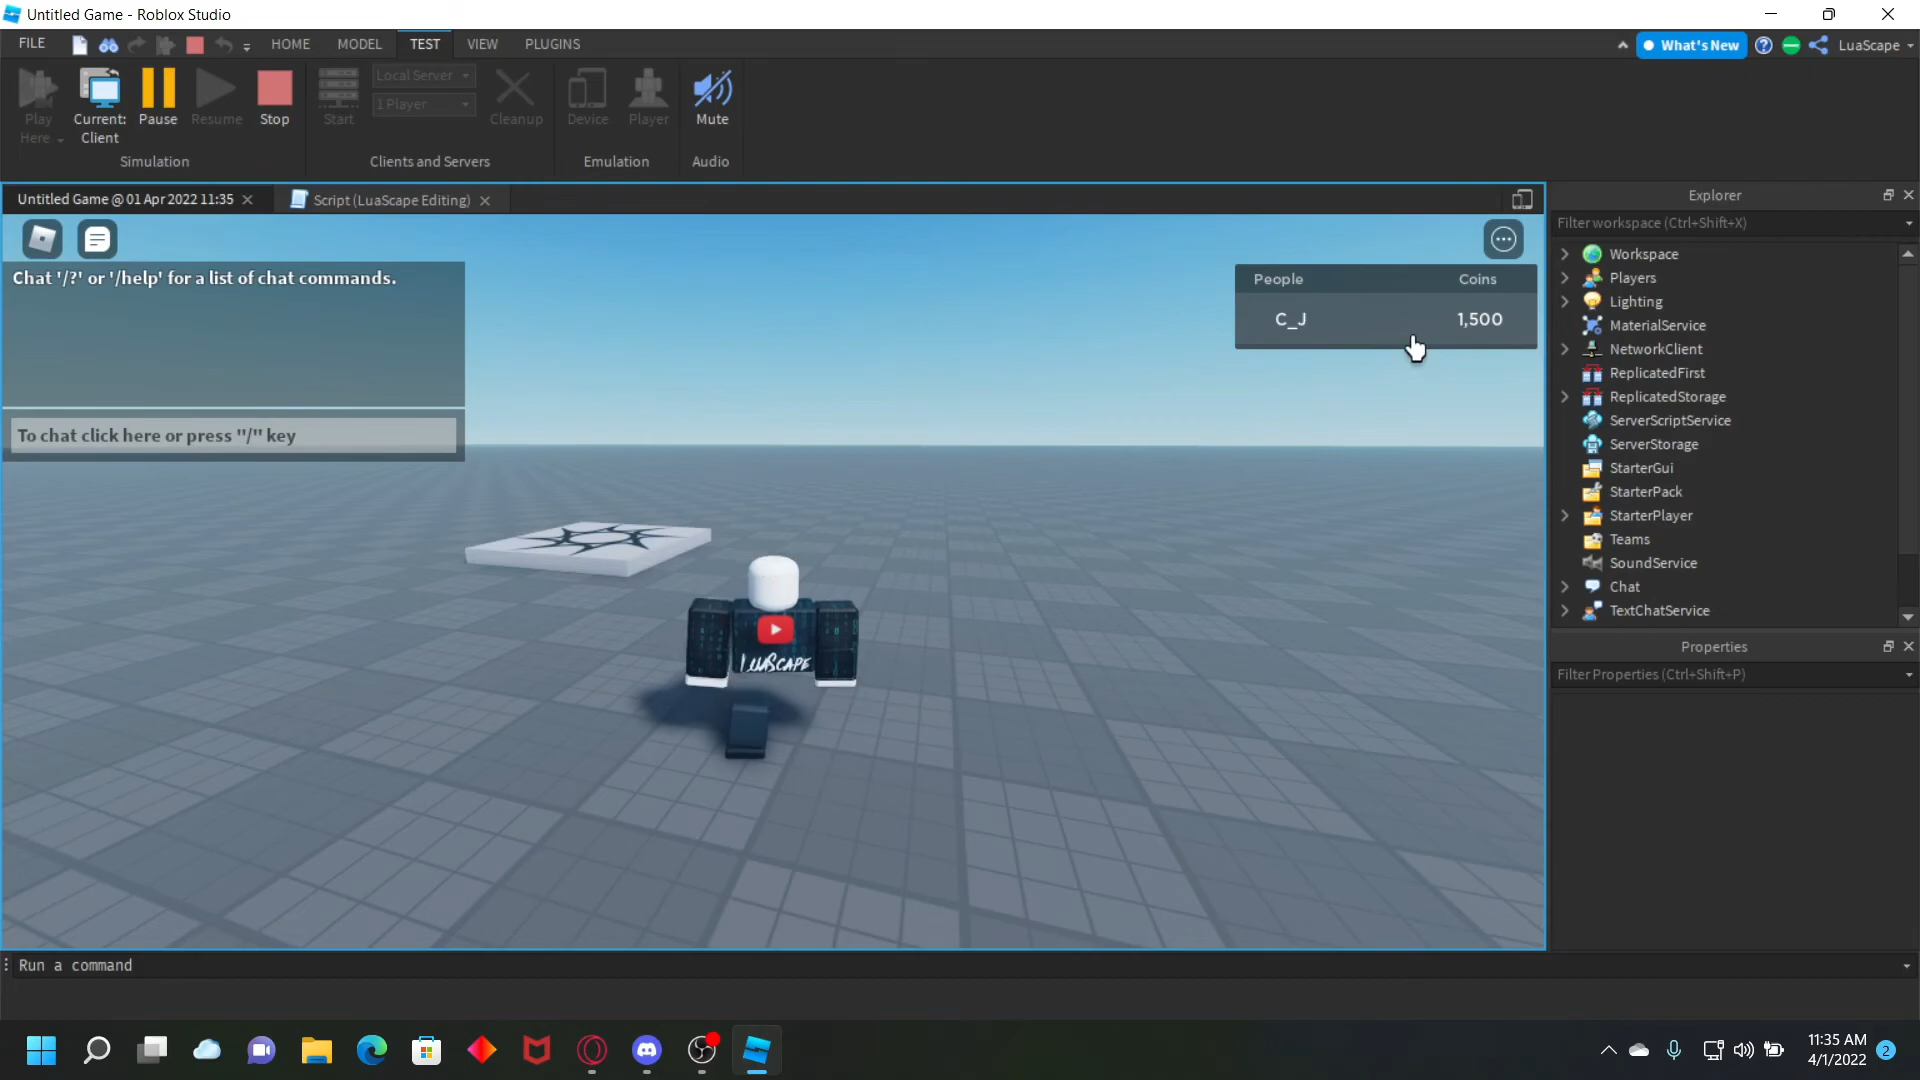 Untitled Game - Roblox Studio
FILE
HOME
MODEL
TEST
VIEW
PLUGINS
What's New
LuaScape
Play Here
Current: Client
Pause
Resume
Stop
Start
Local Server
1 Player
Cleanup
Device
Player
Mute
Simulation
Clients and Servers
Emulation
Audio
Untitled Game @ 01 Apr 2022 11:35
Script (LuaScape Editing)
Explorer
Filter workspace (Ctrl+Shift+X)
Chat '/?' or '/help' for a list of chat commands.
To chat click here or press "/" key
People Coins
C_J 1,500
LuaScape
Workspace
Players
Lighting
MaterialService
NetworkClient
ReplicatedFirst
ReplicatedStorage
ServerScriptService
ServerStorage
StarterGui
StarterPack
StarterPlayer
Teams
SoundService
Chat
TextChatService
Properties
Filter Properties (Ctrl+Shift+P)
Run a command
11:35 AM
4/1/2022
2